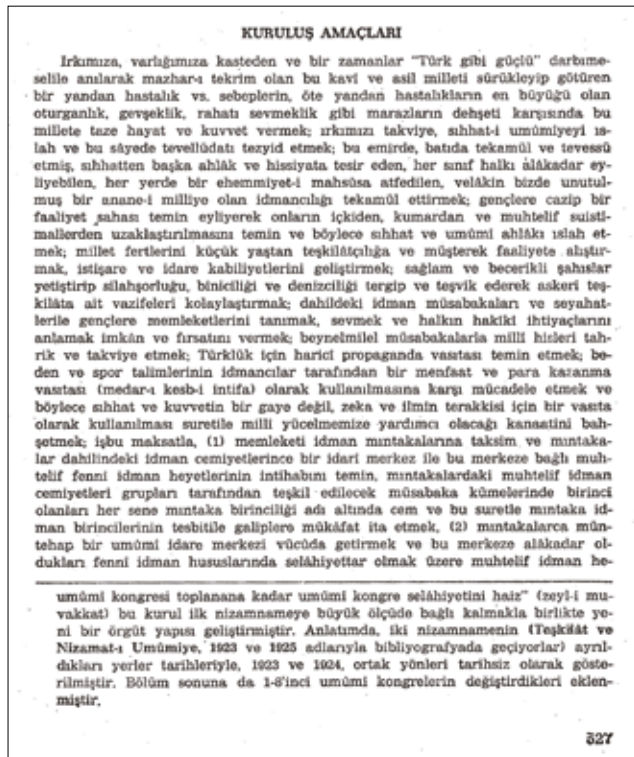 KURULUŞ AMAÇLARI
Irkımıza, varlığımıza kasteden ve bir zamanlar "Türk gibi güçlü" darbıme-
selile anılarak mazhar-ı tekrim olan bu kavi ve asil milleti sürükleyip götüren
bir yandan hastalık vs. sebeplerin, öte yandan hastalıkların en büyüğü olan
oturganlık, gevşeklik, rahatı sevmeklik gibi marazların dehşeti karşısında bu
millete taze hayat ve kuvvet vermek; ırkımızı takviye, sıhhat-i umûmiyeyi ıs-
lah ve bu sâyede tevellüdatı tezyid etmek; bu emirde, batıda tekamül ve tevessü
etmiş, sıhhatten başka ahlâk ve hissiyata tesir eden, her sınıf halkı alâkadar ey-
liyebilen, her yerde bir ehemmiyet-i mahsûsa atfedilen, velâkin bizde unutul-
muş bir anane-i milliye olan idmancılığı tekamül ettirmek; gençlere cazip bir
faaliyet sahası temin eyliyerek onların içkiden, kumardan ve muhtelif suisti-
mallerden uzaklaştırılmasını temin ve böylece sıhhat ve umûmi ahlâkı ıslah et-
mek; millet fertlerini küçük yaştan teşkilâtçılığa ve müşterek faaliyete alıştır-
mak, istişare ve idare kabiliyetlerini geliştirmek; sağlam ve becerikli şahıslar
yetiştirip silahşorluğu, biniciliği ve denizciliği tergip ve teşvik ederek askeri teş-
kilâta ait vazifeleri kolaylaştırmak; dahildeki idman müsabakaları ve seyahat-
lerile gençlere memleketlerini tanımak, sevmek ve halkın hakiki ihtiyaçlarını
anlamak imkân ve fırsatını vermek; beynelmilel müsabakalarla milli hisleri tah-
rik ve takviye etmek; Türklük için harici propaganda vasıtası temin etmek; be-
den ve spor talimlerinin idmancılar tarafından bir menfaat ve para kazanma
vasıtası (medar-ı kesb-i intifa) olarak kullanılmasına karşı mücadele etmek ve
böylece sıhhat ve kuvvetin bir gaye değil, zeka ve ilmin terakkisi için bir vasıta
olarak kullanılması suretile milli yücelmemize yardımcı olacağı kanaatini bah-
şetmek; işbu maksatla, (1) memleketi idman mıntakalarına taksim ve mıntaka-
lar dahilindeki idman cemiyetlerince bir idari merkez ile bu merkeze bağlı muh-
telif fenni idman heyetlerinin intihabını temin, mıntakalardaki muhtelif idman
cemiyetleri grupları tarafından teşkil edilecek müsabaka kümelerinde birinci
olanları her sene mıntaka birinciliği adı altında cem ve bu suretle mıntaka id-
man birincilerinin tesbitile galiplere mükâfat ita etmek, (2) mıntakalarca mün-
tehap bir umûmi idare merkezi vücûda getirmek ve bu merkeze alâkadar ol-
dukları fenni idman hususlarında selâhiyettar olmak üzere muhtelif idman he-
umûmi kongresi toplanana kadar umûmi kongre selâhiyetini haiz" (zeyl-i mu-
vakkat) bu kurul ilk nizamnameye büyük ölçüde bağlı kalmakla birlikte ye-
ni bir örgüt yapısı geliştirmiştir. Anlatımda, iki nizamnamenin (Teşkilât ve
Nizamat-ı Umûmiye, 1923 ve 1925 adlarıyla bibliyografyada geçiyorlar) ayrıl-
dıkları yerler tarihleriyle, 1923 ve 1924, ortak yönleri tarihsiz olarak göste-
rilmiştir. Bölüm sonuna da 1-8'inci umûmi kongrelerin değiştirdikleri eklen-
miştir.
327